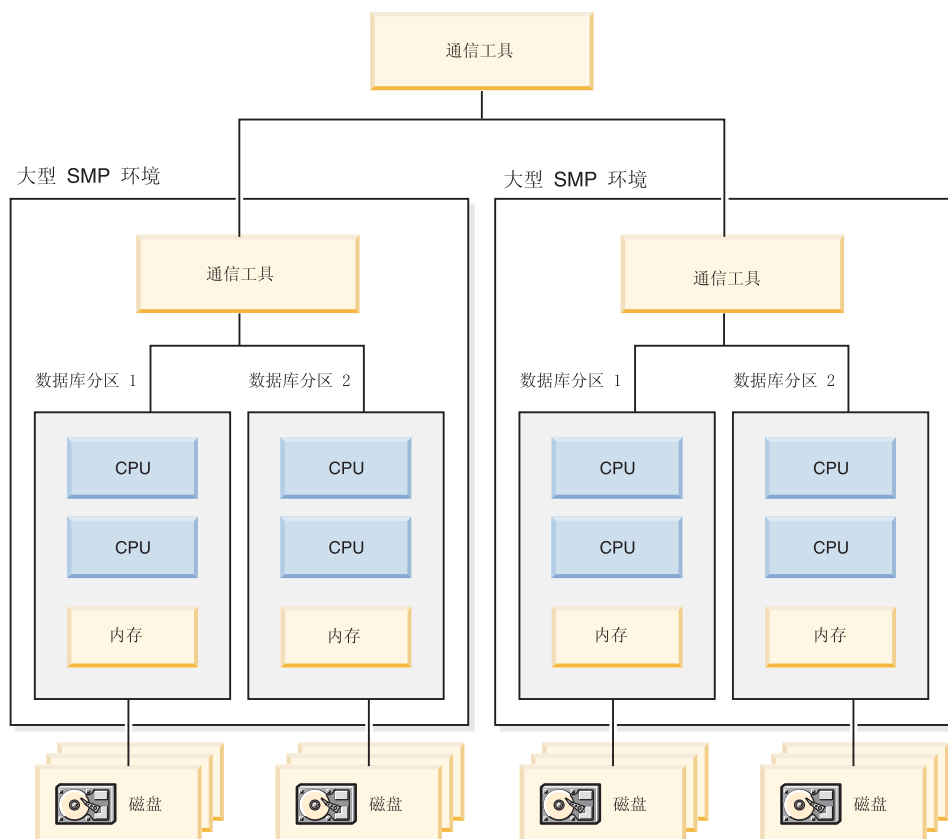 通信工具
大型 SMP 环境
大型 SMP 环境
通信工具
通信工具
数据库分区 1
数据库分区 2
数据库分区 1
数据库分区 2
CPU
CPU
CPU
CPU
CPU
CPU
CPU
CPU
内存
内存
内存
内存
磁盘
磁盘
磁盘
磁盘